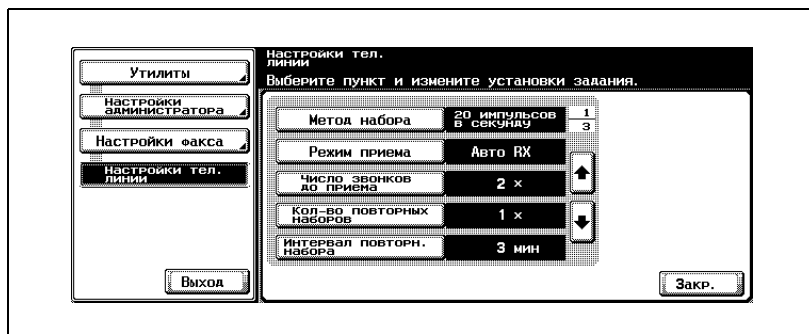 Утилиты
Настройки
администратора
Настройки факса
Настройки тел.
линии
Выход
Настройки тел.
линии
Выберите пункт и измените установки задания.
Метод набора
20 импульсов
в секунду
1
3
Режим приема
Авто RX
Число звонков
до приема
2 ×
Кол-во повторных
наборов
1 ×
Интервал повторн.
набора
3 мин
Закр.